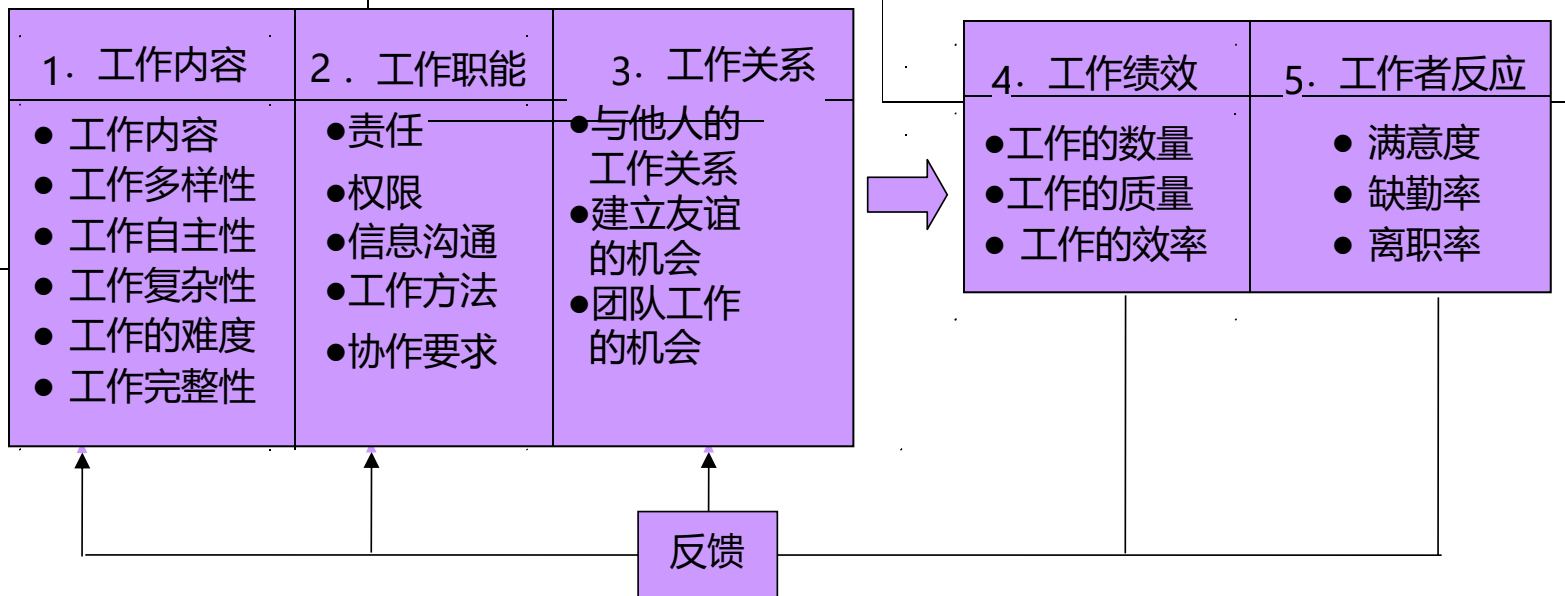 1. 工作内容
● 工作内容
● 工作多样性
● 工作自主性
● 工作复杂性
● 工作的难度
● 工作完整性
2. 工作职能
●责任
●权限
●信息沟通
●工作方法
●协作要求
3. 工作关系
●与他人的
工作关系
●建立友谊
的机会
●团队工作
的机会
4. 工作绩效
●工作的数量
●工作的质量
● 工作的效率
5. 工作者反应
● 满意度
● 缺勤率
● 离职率
反馈